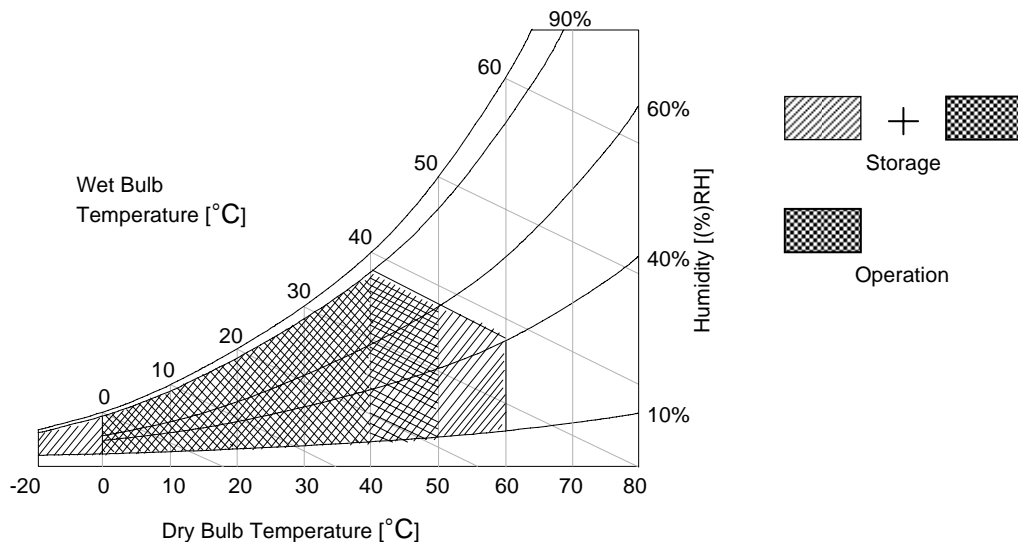 90%
60
60%
50
Wet Bulb
Temperature [°C]
40
40%
30
20
10
0
10%
Humidity [(%)RH]
-20 0 10 20 30 40 50 60 70 80
Dry Bulb Temperature [°C]
+
Storage
Operation